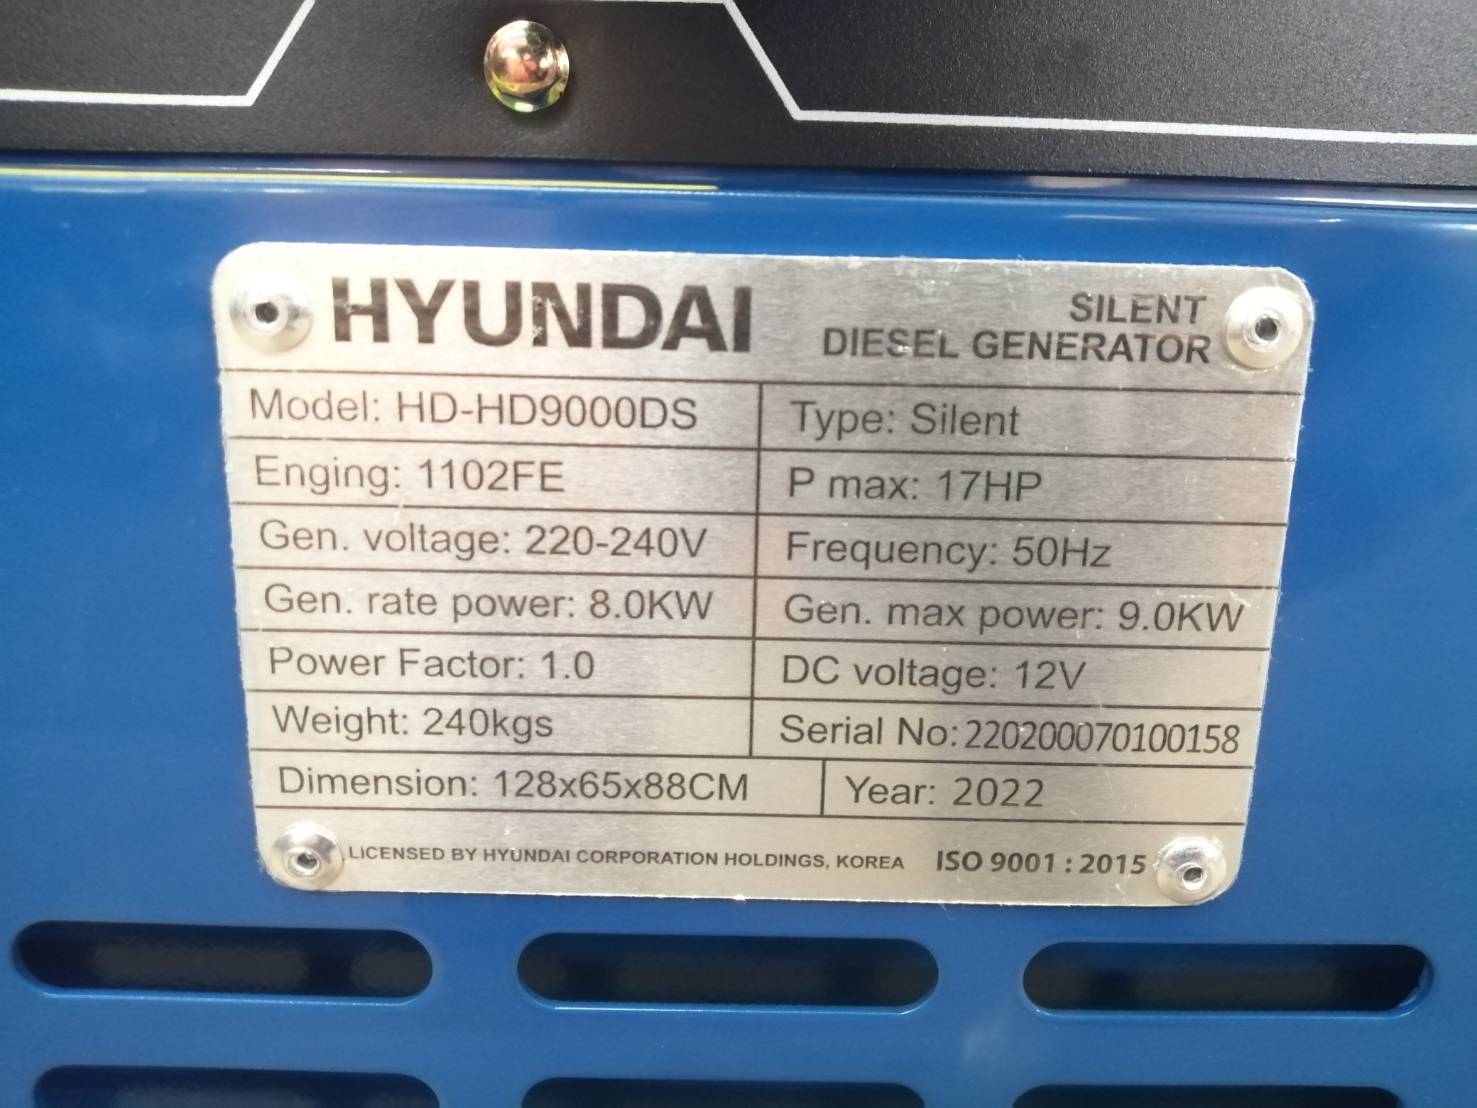 HYUNDAI
SILENT
DIESEL GENERATOR
Model: HD-HD9000DS
Type: Silent
Enging: 1102FE
P max: 17HP
Gen. voltage: 220-240V
Frequency: 50Hz
Gen. rate power: 8.0KW
Gen. max power: 9.0KW
Power Factor: 1.0
DC voltage: 12V
Weight: 240kgs
Serial No: 220200070100158
Dimension: 128x65x88CM
Year: 2022
LICENSED BY HYUNDAI CORPORATION HOLDINGS, KOREA
ISO 9001 : 2015